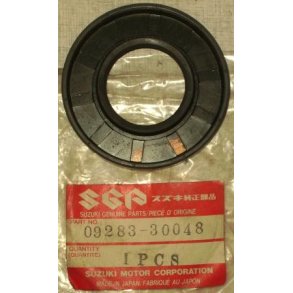 SGP スズキ純正部品
SUZUKI GENUINE PARTS/PIECE D'ORIGINE
PART NO.
09283-30048
QUANTITY
(QUANTITE)
1PCS
SUZUKI MOTOR CORPORATION
MADE IN JAPAN/FABRIQUE AU JAPON